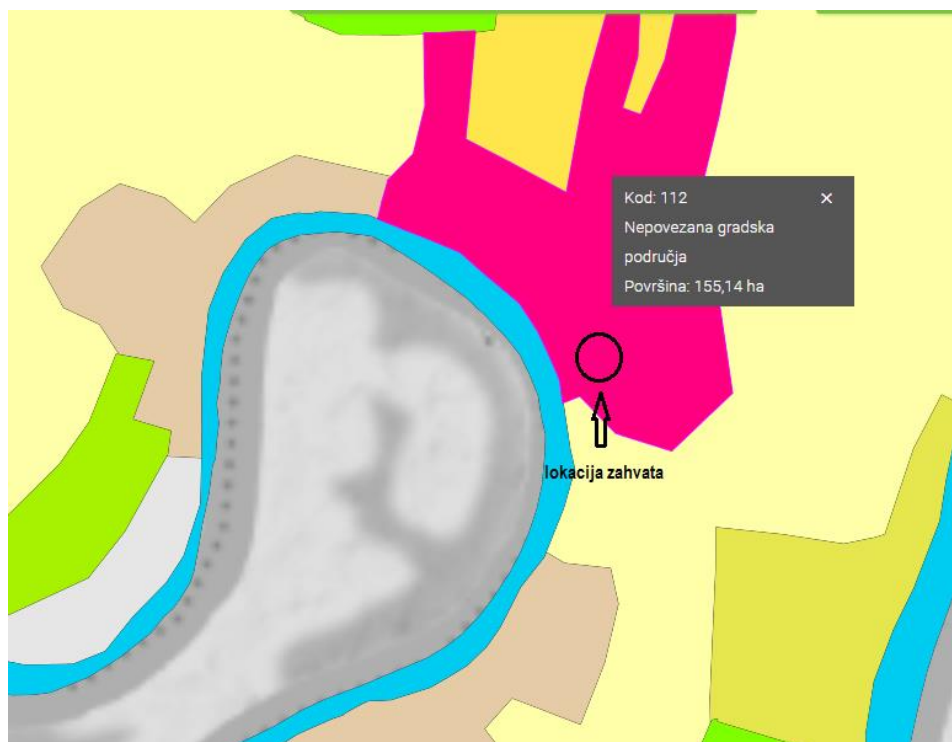 Kod: 112 ×
Nepovezana gradska
područja
Površina: 155,14 ha
lokacija zahvata